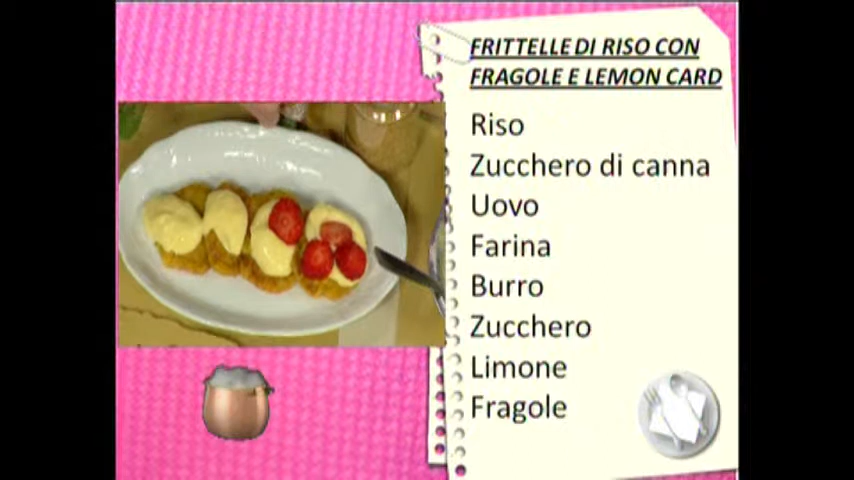 FRITTELLE DI RISO CON
FRAGOLE E LEMON CARD
Riso
Zucchero di canna
Uovo
Farina
Burro
Zucchero
Limone
Fragole